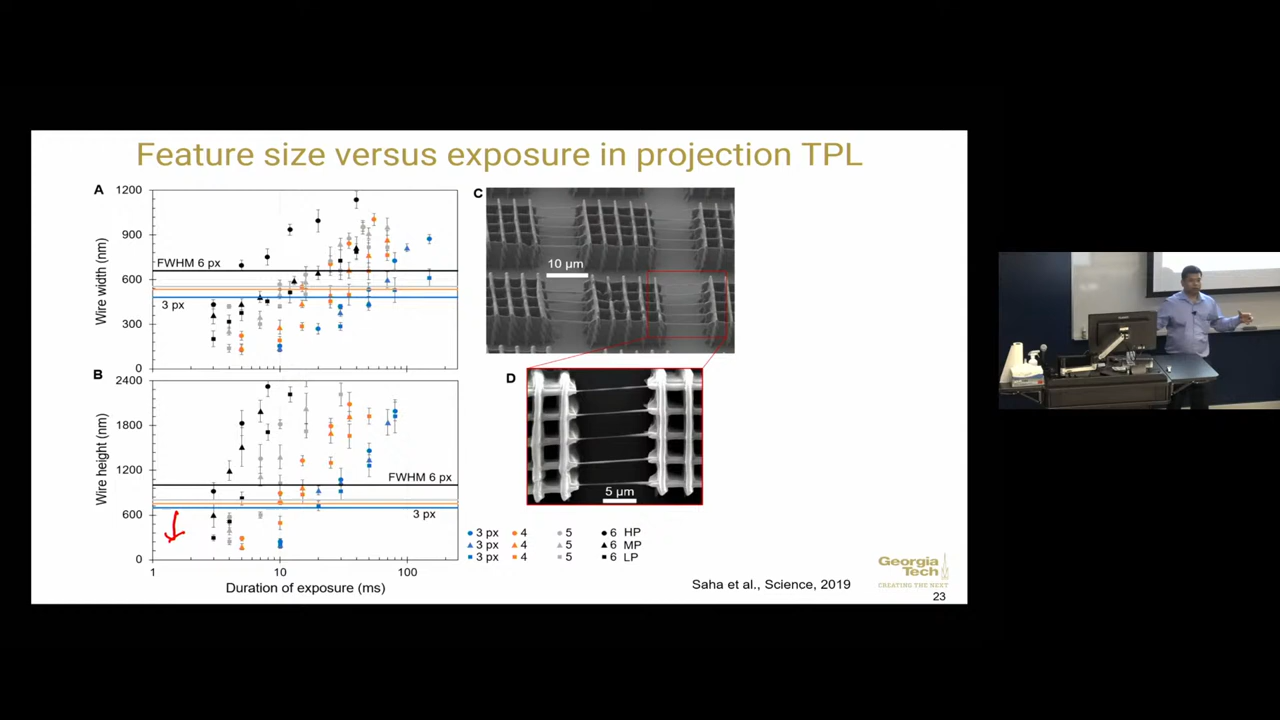 Feature size versus exposure in projection TPL
A
1200
900
600
300
0
Wire width (nm)
FWHM 6 px
3 px
B
2400
1800
1200
600
0
Wire height (nm)
FWHM 6 px
3 px
1 10 100
Duration of exposure (ms)
C
10 µm
D
5 µm
3 px 4 5 6 HP
3 px 4 5 6 MP
3 px 4 5 6 LP
Saha et al., Science, 2019
Georgia
Tech
CREATING THE NEXT
23